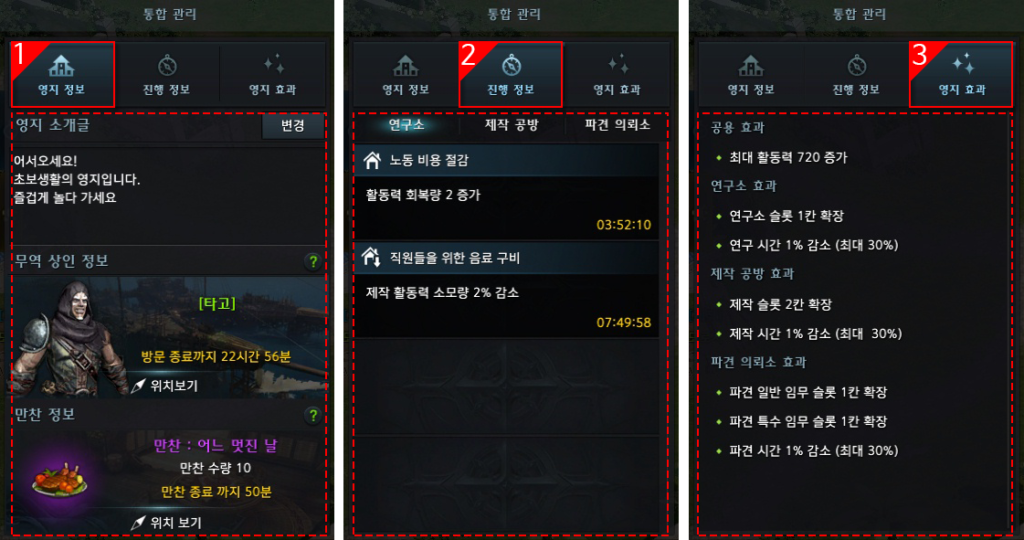 통합 관리
1
영지 정보
진행 정보
영지 효과
영지 소개글
변경
어서오세요!
초보생활의 영지입니다.
즐겁게 놀다 가세요
무역 상인 정보
?
[타고]
방문 종료까지 22시간 56분
위치보기
만찬 정보
?
만찬 : 어느 멋진 날
만찬 수량 10
만찬 종료 까지 50분
위치 보기
통합 관리
2
영지 정보
진행 정보
영지 효과
연구소
제작 공방
파견 의뢰소
노동 비용 절감
활동력 회복량 2 증가
03:52:10
직원들을 위한 음료 구비
제작 활동력 소모량 2% 감소
07:49:58
통합 관리
3
영지 정보
진행 정보
영지 효과
공용 효과
최대 활동력 720 증가
연구소 효과
연구소 슬롯 1칸 확장
연구 시간 1% 감소 (최대 30%)
제작 공방 효과
제작 슬롯 2칸 확장
제작 시간 1% 감소 (최대 30%)
파견 의뢰소 효과
파견 일반 임무 슬롯 1칸 확장
파견 특수 임무 슬롯 1칸 확장
파견 시간 1% 감소 (최대 30%)